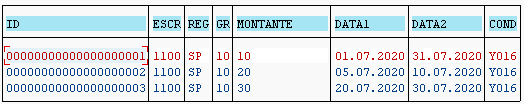 ID ESCR REG GR MONTANTE DATA1 DATA2 COND
00000000000000000001 1100 SP 10 10 01.07.2020 31.07.2020 Y016
00000000000000000002 1100 SP 10 20 05.07.2020 10.07.2020 Y016
00000000000000000003 1100 SP 10 30 20.07.2020 30.07.2020 Y016